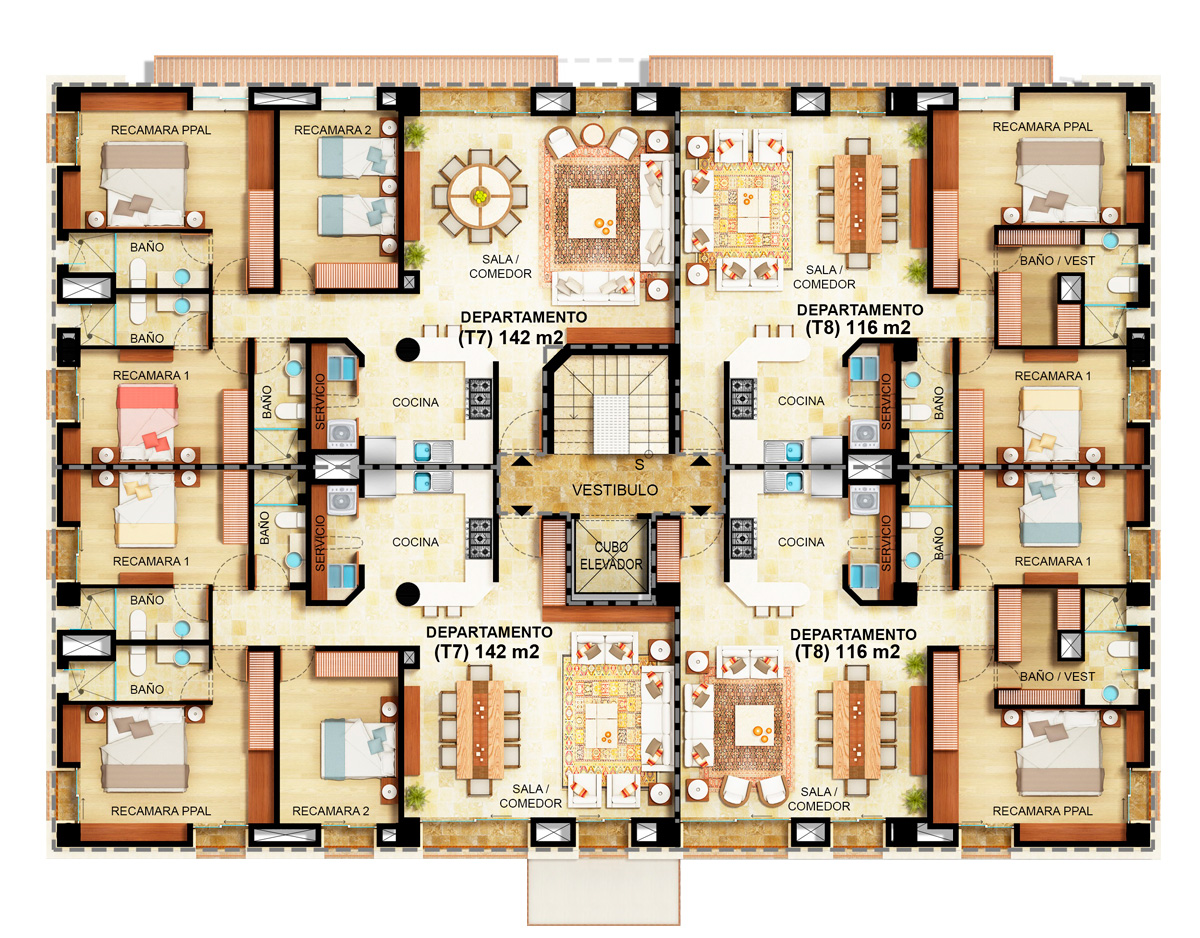 RECAMARA PPAL
RECAMARA 2
RECAMARA PPAL
BAÑO
SALA /
COMEDOR
SALA /
COMEDOR
BAÑO / VEST
DEPARTAMENTO
(T7) 142 m2
DEPARTAMENTO
(T8) 116 m2
BAÑO
RECAMARA 1
BAÑO
SERVICIO
COCINA
COCINA
SERVICIO
BAÑO
RECAMARA 1
S
VESTIBULO
RECAMARA 1
BAÑO
SERVICIO
COCINA
CUBO
ELEVADOR
COCINA
SERVICIO
BAÑO
RECAMARA 1
BAÑO
DEPARTAMENTO
(T7) 142 m2
DEPARTAMENTO
(T8) 116 m2
BAÑO
BAÑO / VEST
RECAMARA PPAL
RECAMARA 2
SALA /
COMEDOR
SALA /
COMEDOR
RECAMARA PPAL